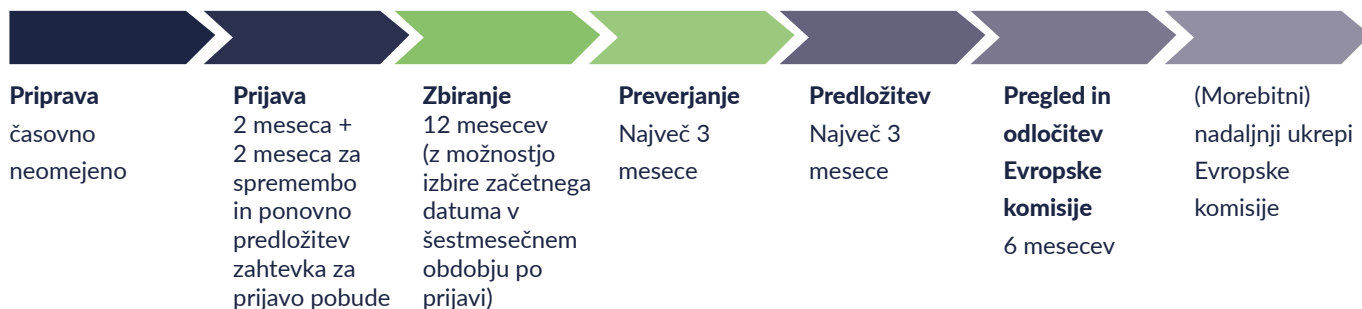 Priprava
časovno
neomejeno
Prijava
2 meseca +
2 meseca za
spremembo
in ponovno
predložitev
zahtevka za
prijavo pobude
Zbiranje
12 mesecev
(z možnostjo
izbire začetnega
datuma v
šestmesečnem
obdobju po
prijavi)
Preverjanje
Največ 3
mesece
Predložitev
Največ 3
mesece
Pregled in
odločitev
Evropske
komisije
6 mesecev
(Morebitni)
nadaljnji ukrepi
Evropske
komisije